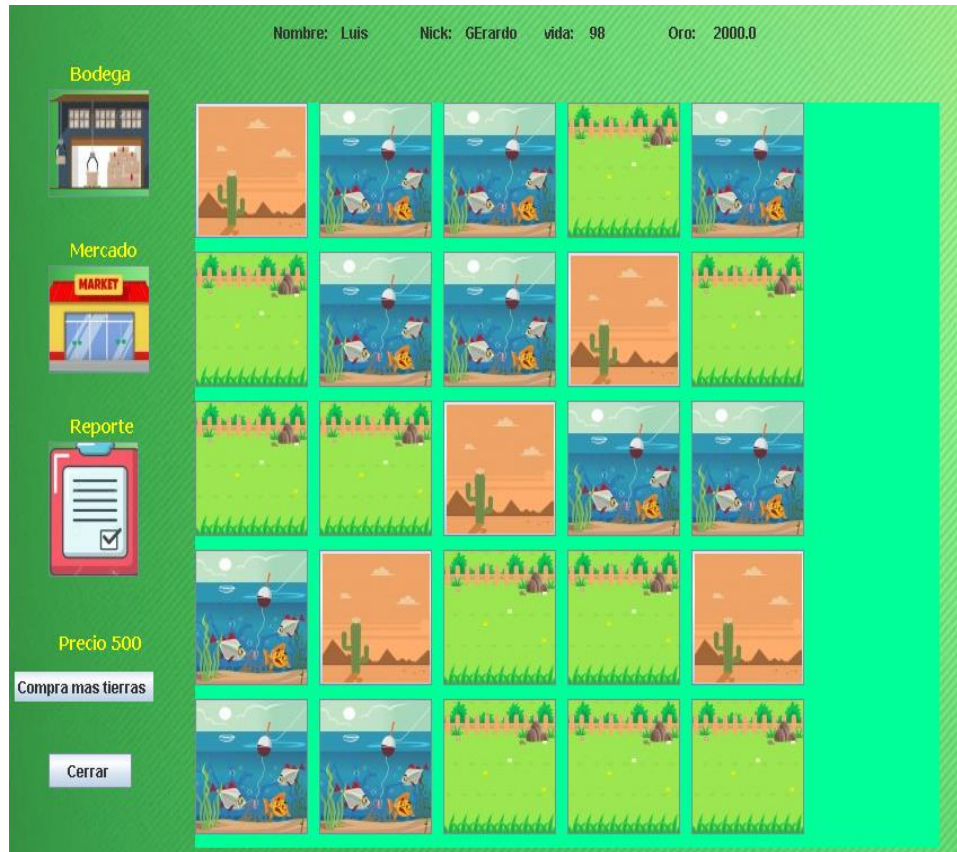 Nombre: Luis Nick: GErardo vida: 98 Oro: 2000.0
Bodega
Mercado
MARKET
Reporte
Precio 500
Compra mas tierras
Cerrar